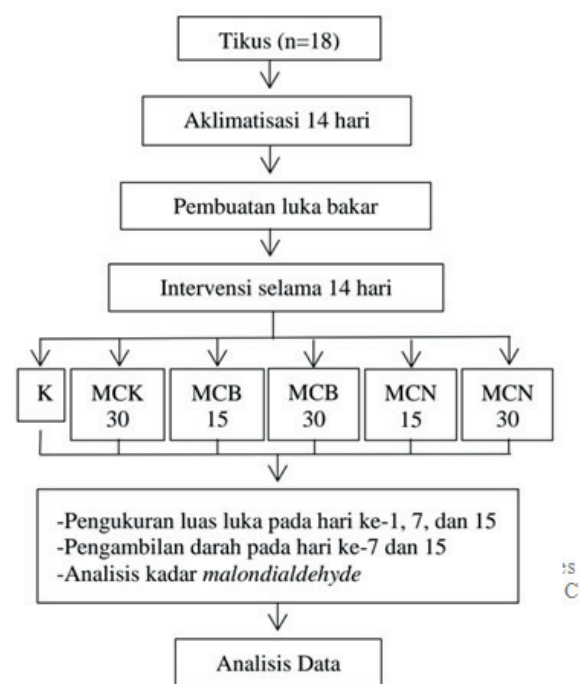 Tikus (n=18)
Aklimatisasi 14 hari
Pembuatan luka bakar
Intervensi selama 14 hari
K
MCK
30
MCB
15
MCB
30
MCN
15
MCN
30
-Pengukuran luas luka pada hari ke-1, 7, dan 15
-Pengambilan darah pada hari ke-7 dan 15
-Analisis kadar malondialdehyde
C
Analisis Data